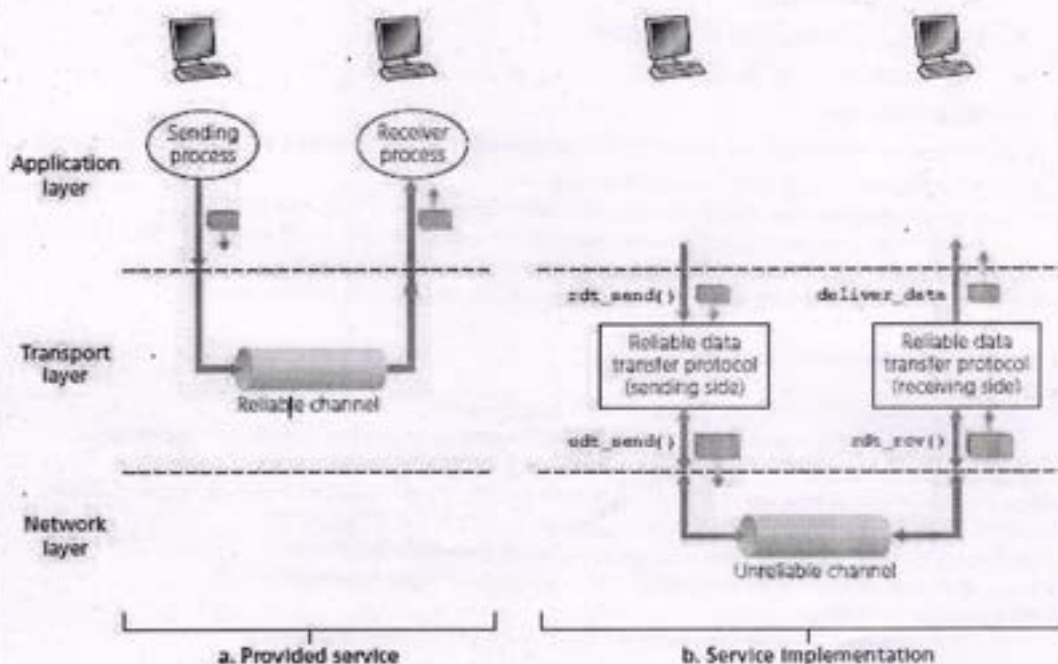 Sending
process
Receiver
process
Application
layer
rdt_send()
deliver_data
Transport
layer
Reliable data
transfer protocol
(sending side)
Reliable data
transfer protocol
(receiving side)
Reliable channel
udt_send()
rdt_rcv()
Network
layer
Unreliable channel
a. Provided service
b. Service implementation